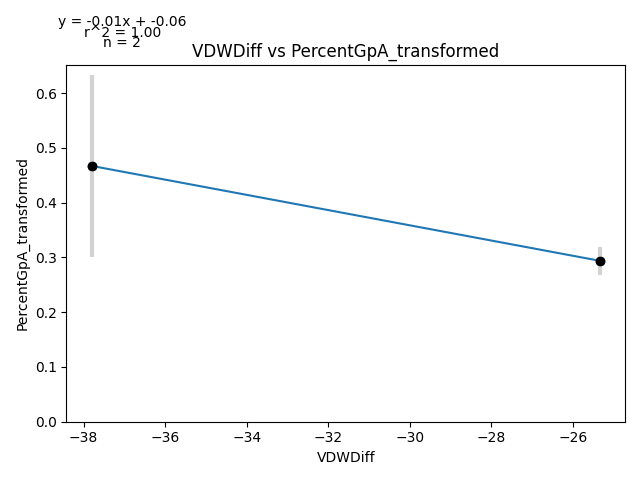 y = -0.01x + -0.06
r^2 = 1.00
n = 2
VDWDiff vs PercentGpA_transformed
PercentGpA_transformed
0.6
0.5
0.4
0.3
0.2
0.1
0.0
−38 −36 −34 −32 −30 −28 −26
VDWDiff